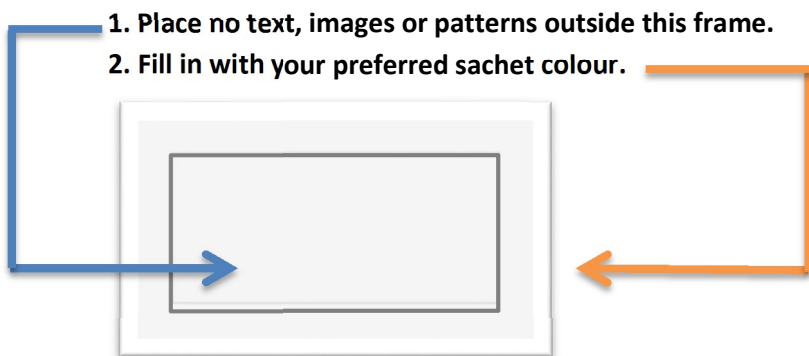 1. Place no text, images or patterns outside this frame.
2. Fill in with your preferred sachet colour.